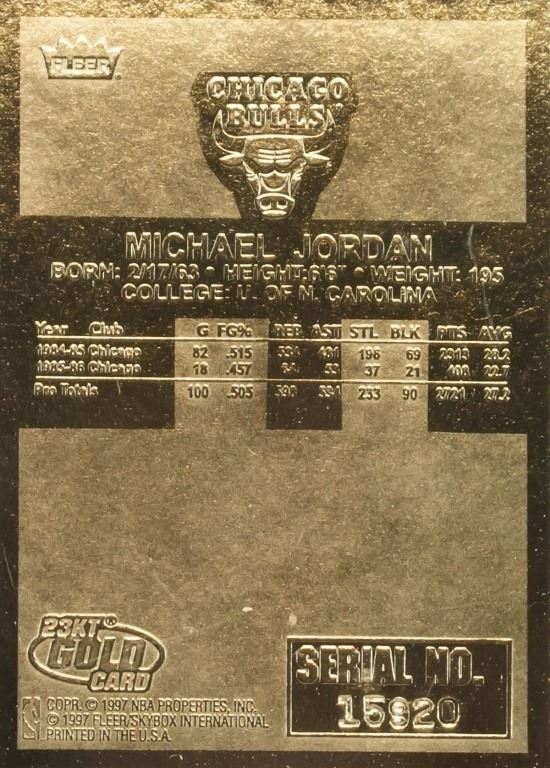 FLEER®
CHICAGO
BULLS
MICHAEL JORDAN
BORN: 2/17/63 • HEIGHT: 6'6" • WEIGHT: 195
COLLEGE: U. OF N. CAROLINA
Year Club G FG% REB AST STL BLK PTS AVG
1984-85 Chicago 82 .515 534 481 196 69 2313 28.2
1985-86 Chicago 18 .457 64 53 37 21 408 22.7
Pro Totals 100 .505 598 534 233 90 2721 27.2
23KT®
GOLD
CARD
CDPR. © 1997 NBA PROPERTIES, INC.
© 1997 FLEER/SKYBOX INTERNATIONAL
PRINTED IN THE U.S.A.
SERIAL NO.
15920